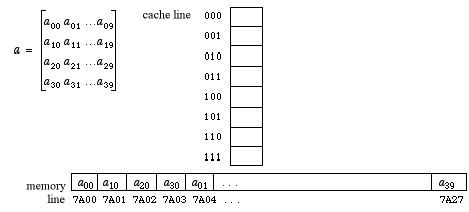 a = a00 a01 ...a09
a10 a11 ...a19
a20 a21 ...a29
a30 a31 ...a39
cache line 000
001
010
011
100
101
110
111
memory a00 a10 a20 a30 a01 ... a39
line 7A00 7A01 7A02 7A03 7A04 ... 7A27